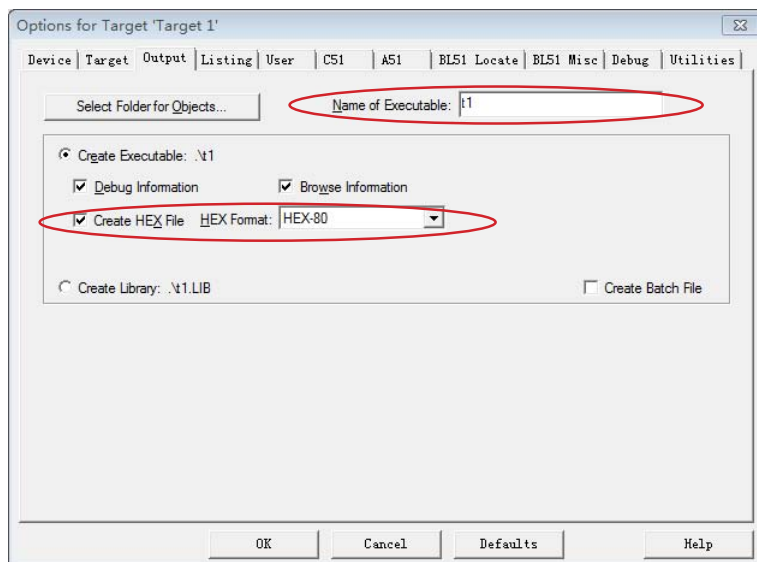 Options for Target 'Target 1'
Device Target Output Listing User C51 A51 BL51 Locate BL51 Misc Debug Utilities
Select Folder for Objects... Name of Executable: t1
Create Executable: .\t1
Debug Information Browse Information
Create HEX File HEX Format: HEX-80
Create Library: .\t1.LIB Create Batch File
OK Cancel Defaults Help